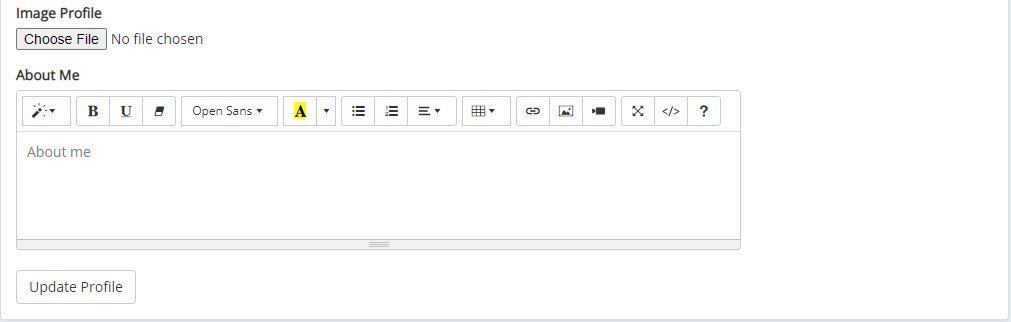 Image Profile
Choose File No file chosen
About Me
B U Open Sans A </> ?
About me
Update Profile